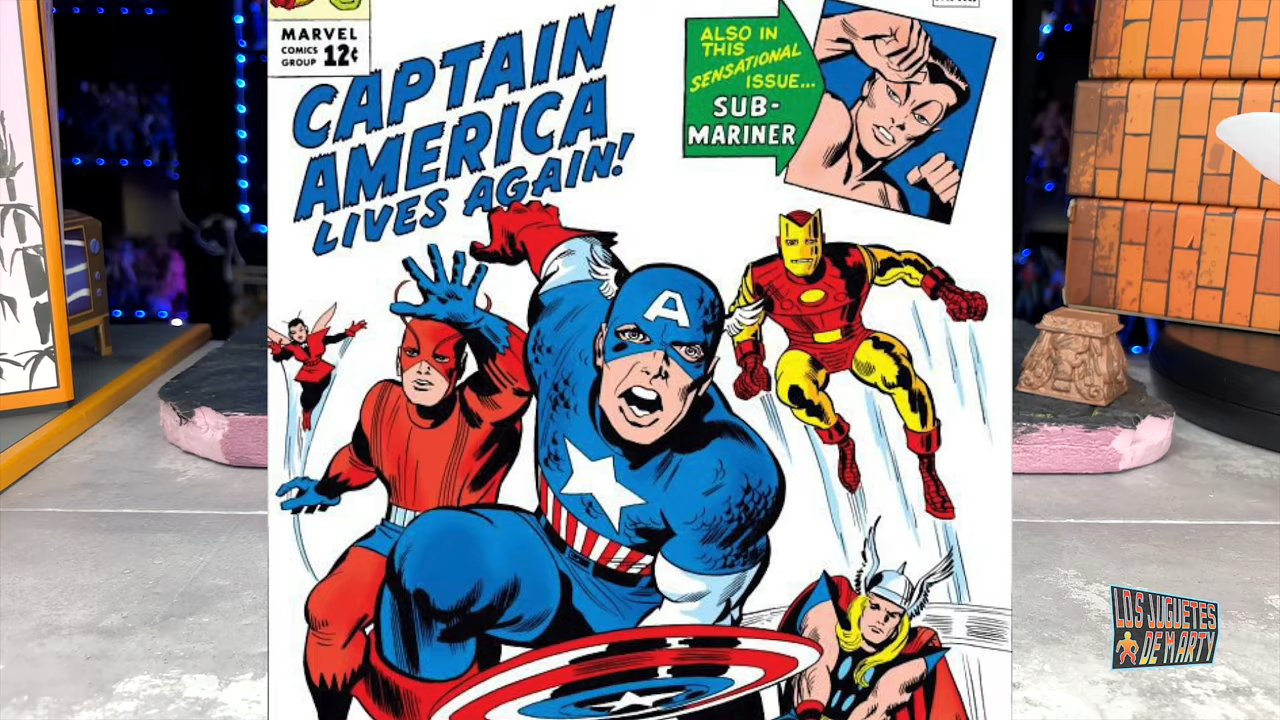 MARVEL
COMICS
GROUP 12¢
CAPTAIN
AMERICA
LIVES AGAIN!
ALSO IN
THIS
SENSATIONAL
ISSUE...
SUB-
MARINER
A
LOS JUGUETES
DE MARTY